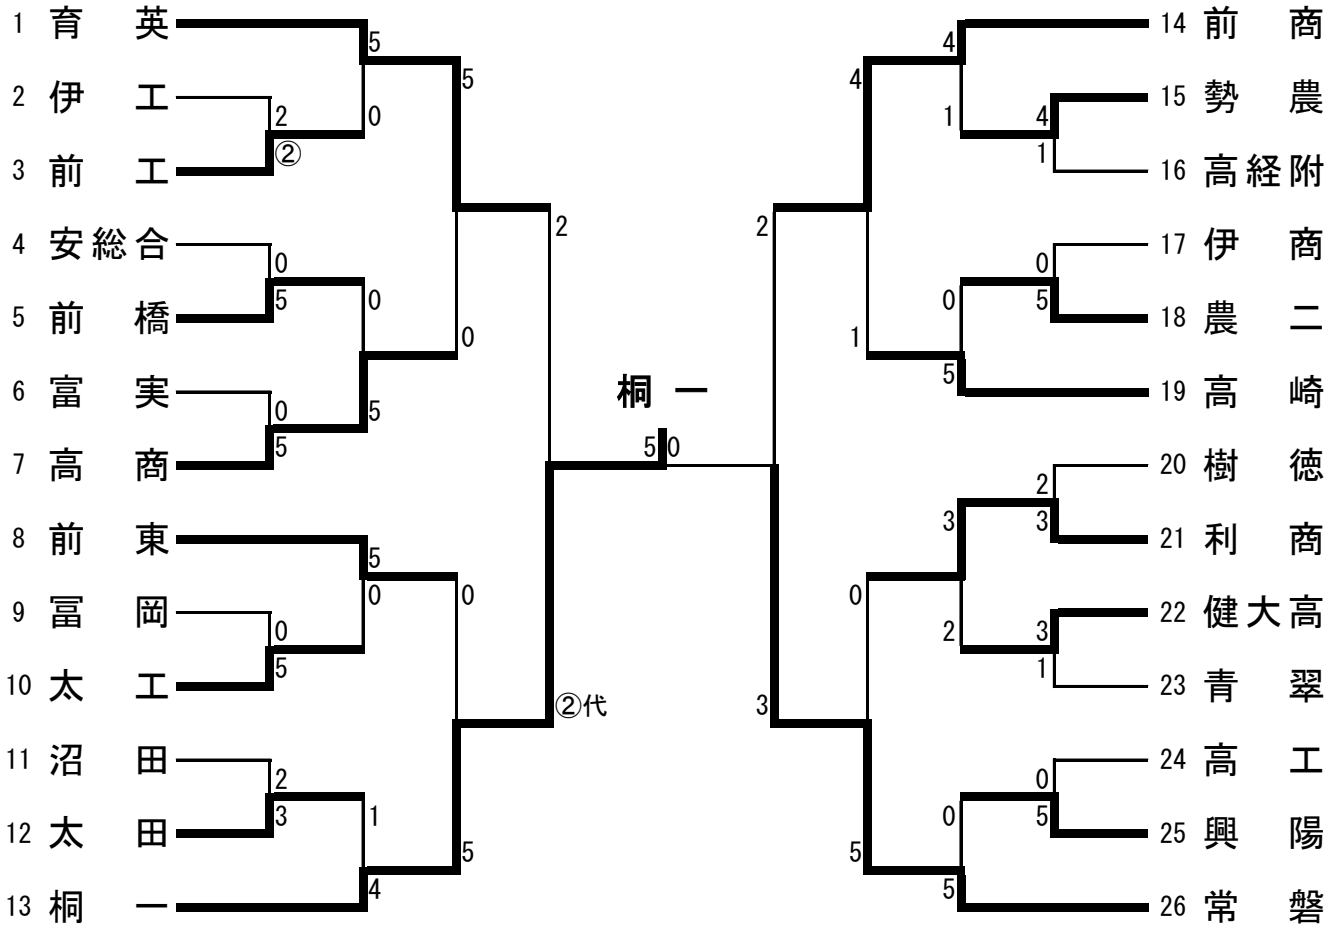 1 育英
2 伊工
3 前工
4 安総合
5 前橋
6 富実
7 高商
8 前東
9 冨岡
10 太工
11 沼田
12 太田
13 桐一
5
0
2
②
0
5
0
5
0
5
5
0
5
0
0
5
2
3
1
4
0
5
2
②代
桐一
5 0
2
3
4
1
0
5
4
1
0
5
4
1
0
5
3
2
0
5
2
3
3
1
0
5
14 前商
15 勢農
16 高経附
17 伊商
18 農二
19 高崎
20 樹徳
21 利商
22 健大高
23 青翠
24 高工
25 興陽
26 常磐